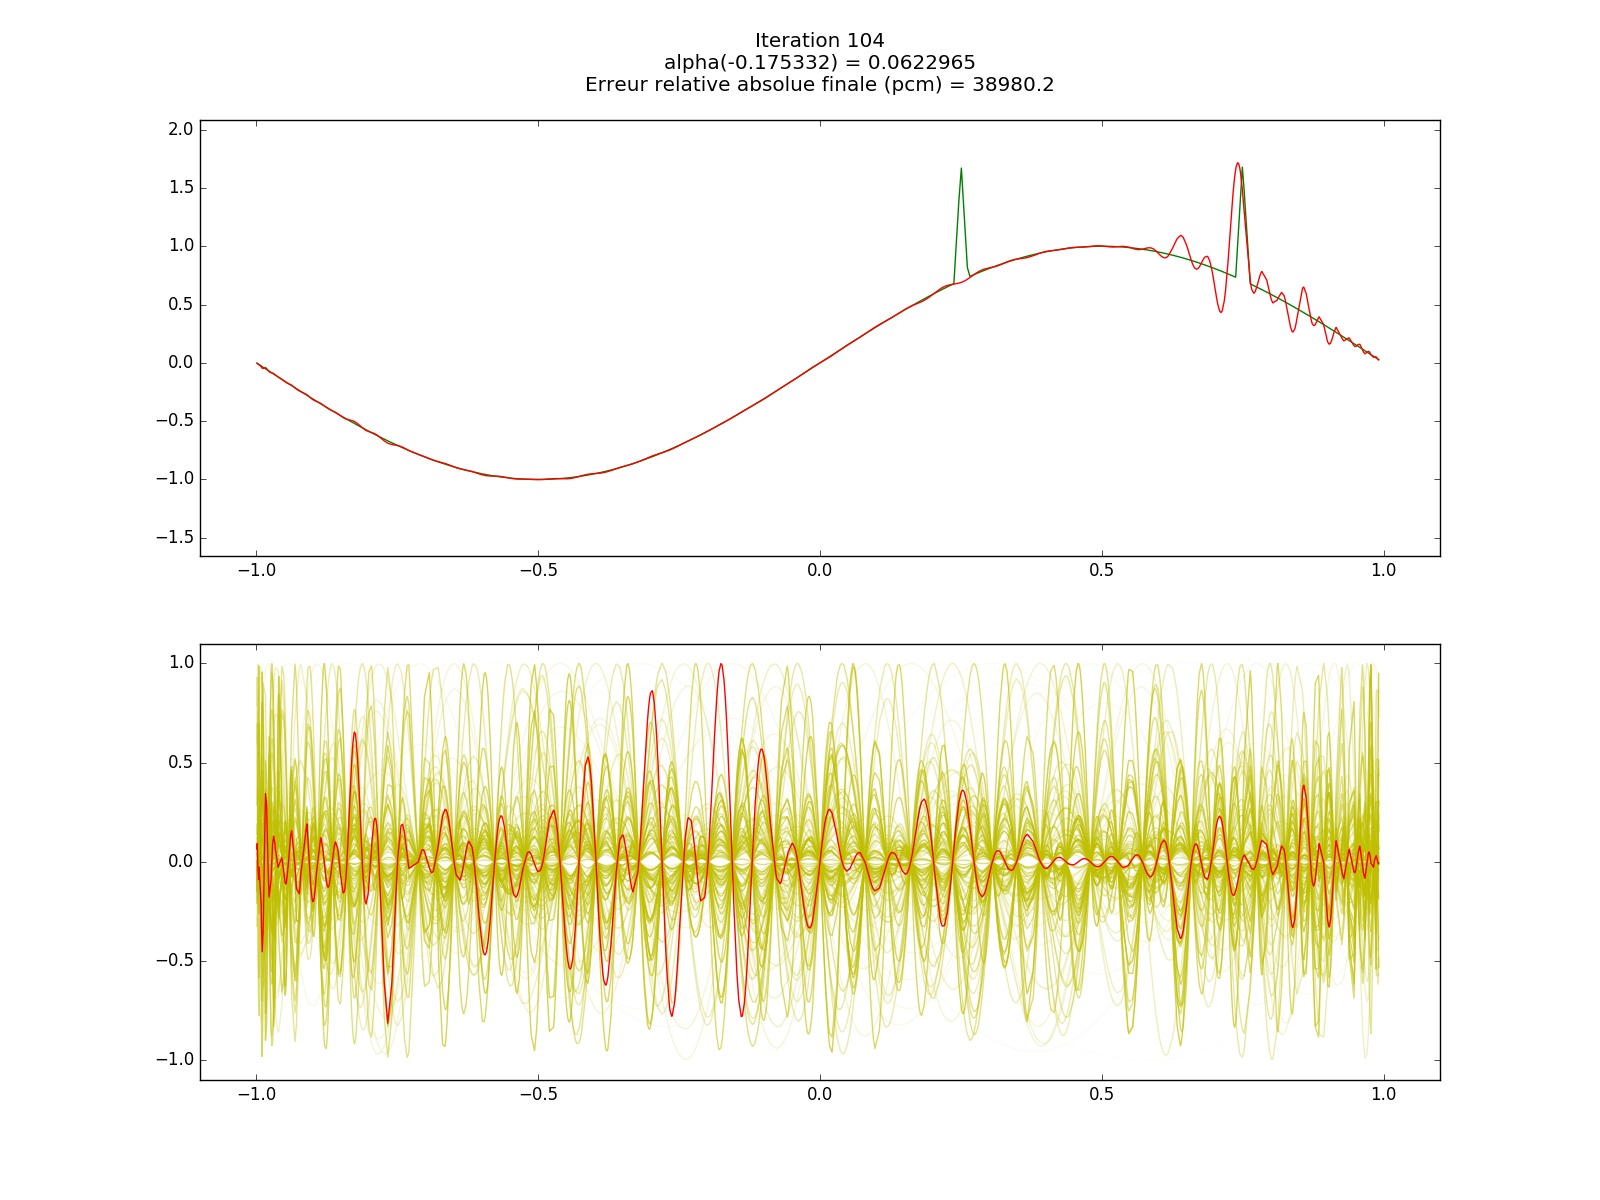 Iteration 104
alpha(-0.175332) = 0.0622965
Erreur relative absolue finale (pcm) = 38980.2
2.0
1.5
1.0
0.5
0.0
−0.5
−1.0
−1.5
−1.0 −0.5 0.0 0.5 1.0
1.0
0.5
0.0
−0.5
−1.0
−1.0 −0.5 0.0 0.5 1.0